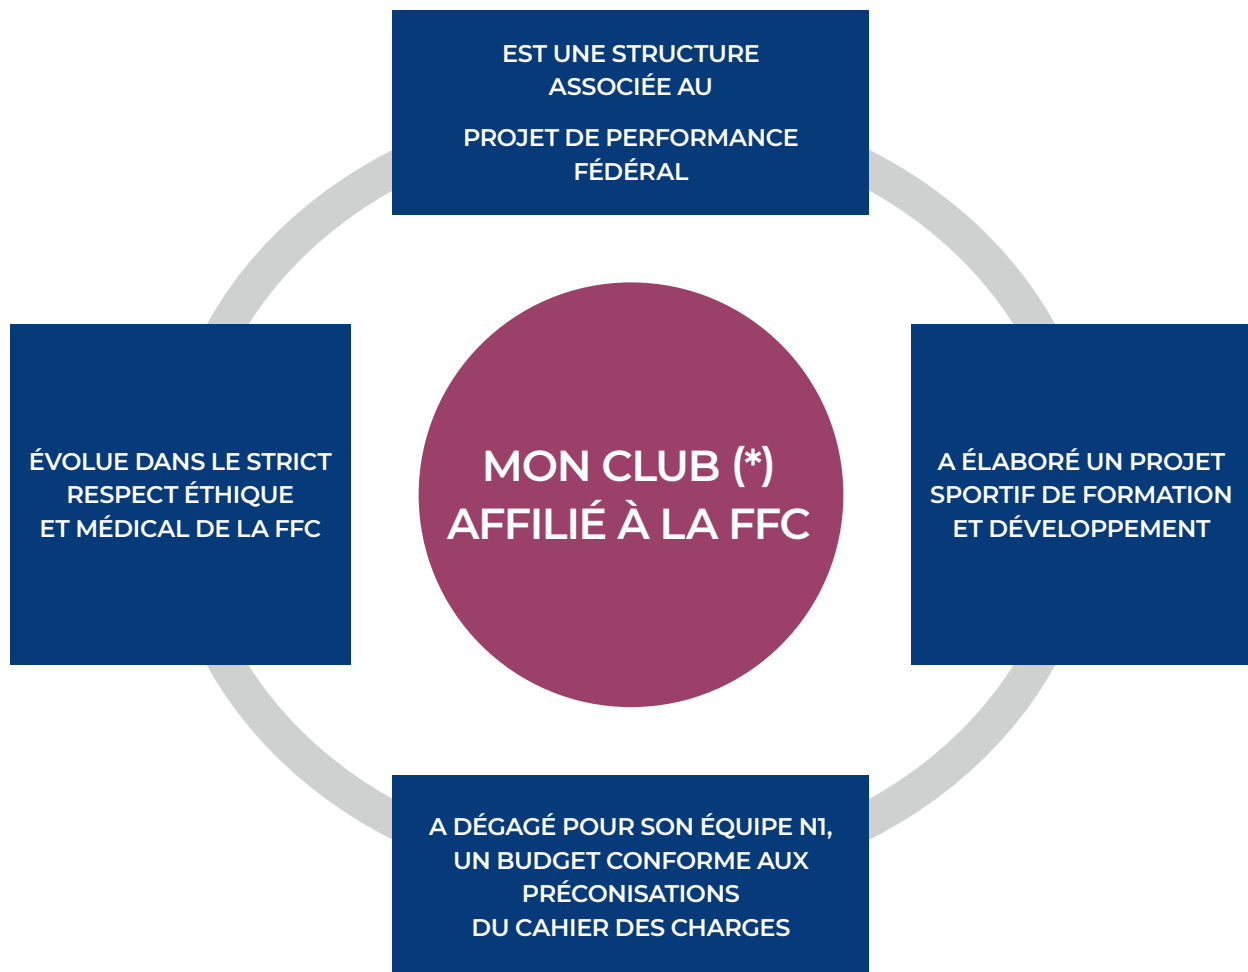 EST UNE STRUCTURE
ASSOCIÉE AU
PROJET DE PERFORMANCE
FÉDÉRAL
ÉVOLUE DANS LE STRICT
RESPECT ÉTHIQUE
ET MÉDICAL DE LA FFC
MON CLUB (*)
AFFILIÉ À LA FFC
A ÉLABORÉ UN PROJET
SPORTIF DE FORMATION
ET DÉVELOPPEMENT
A DÉGAGÉ POUR SON ÉQUIPE N1,
UN BUDGET CONFORME AUX
PRÉCONISATIONS
DU CAHIER DES CHARGES